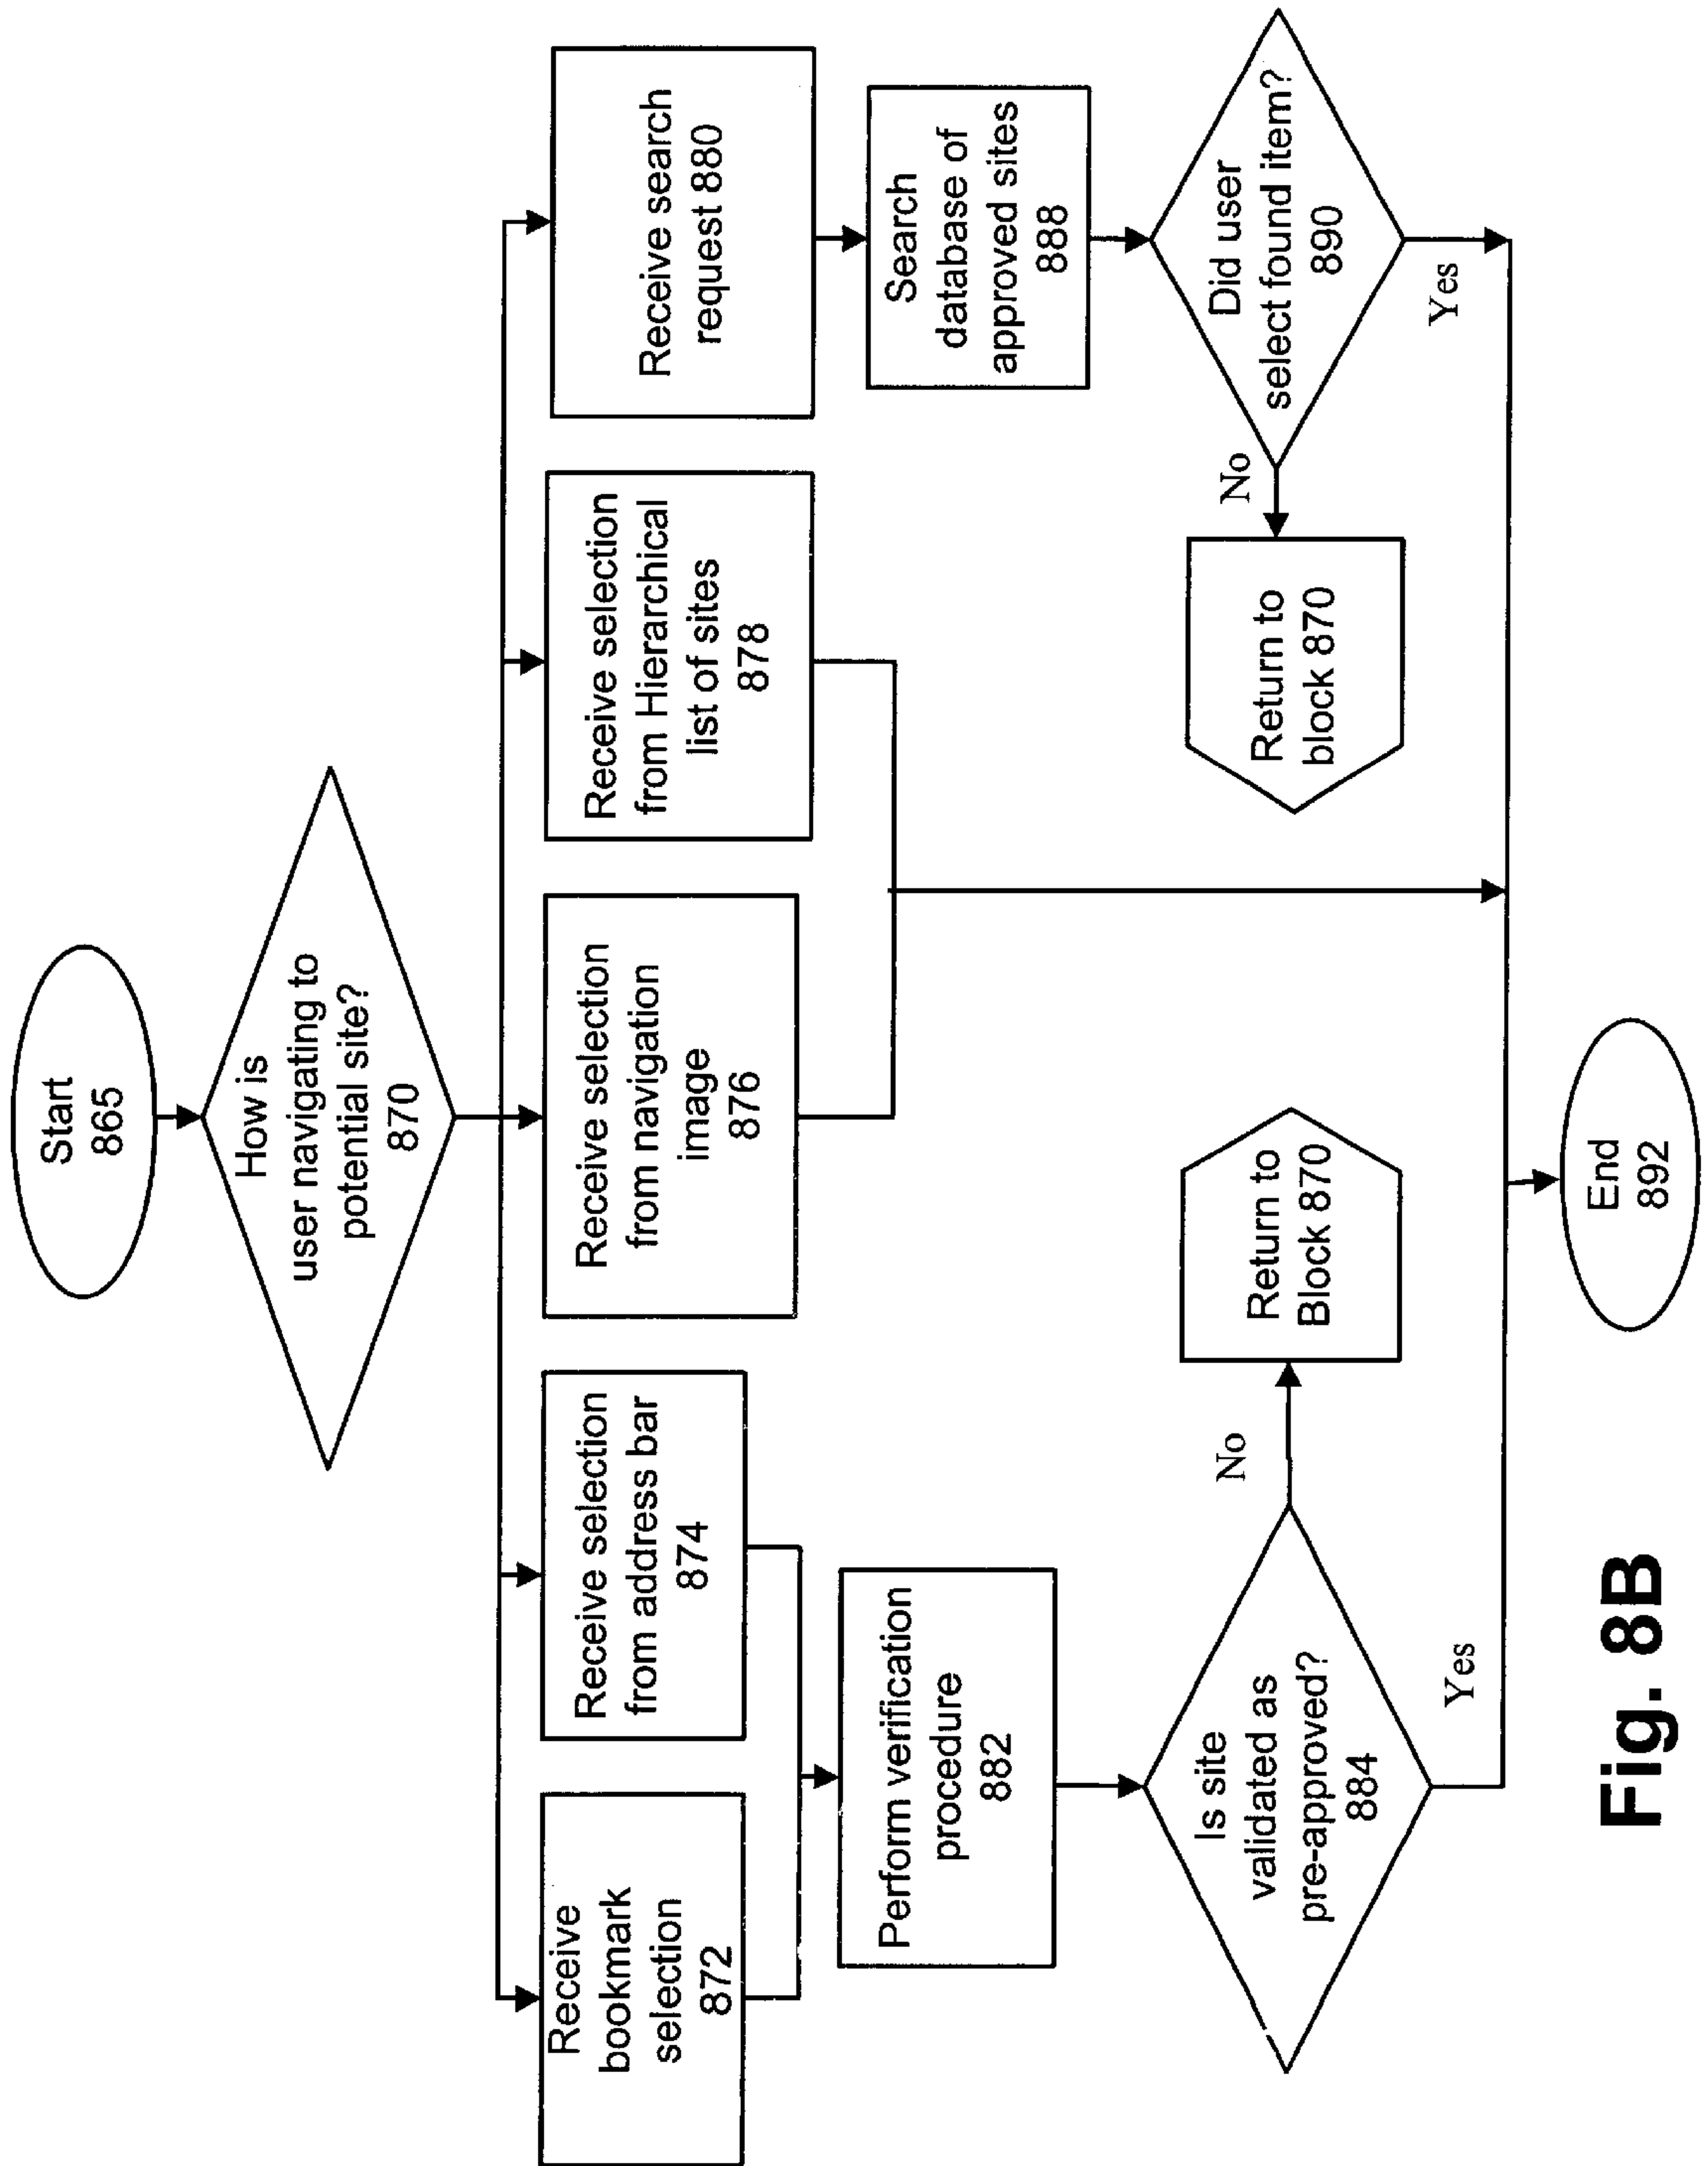 Start
865
How is
user navigating to
potential site?
870
Receive
bookmark
selection
872
Receive selection
from address bar
874
Receive selection
from navigation
image
876
Receive selection
from Hierarchical
list of sites
878
Receive search
request 880
Perform verification
procedure
882
Search
database of
approved sites
888
Is site
validated as
pre-approved?
884
No
Return to
Block 870
Yes
Did user
select found item?
890
No
Return to
block 870
Yes
End
892
Fig. 8B